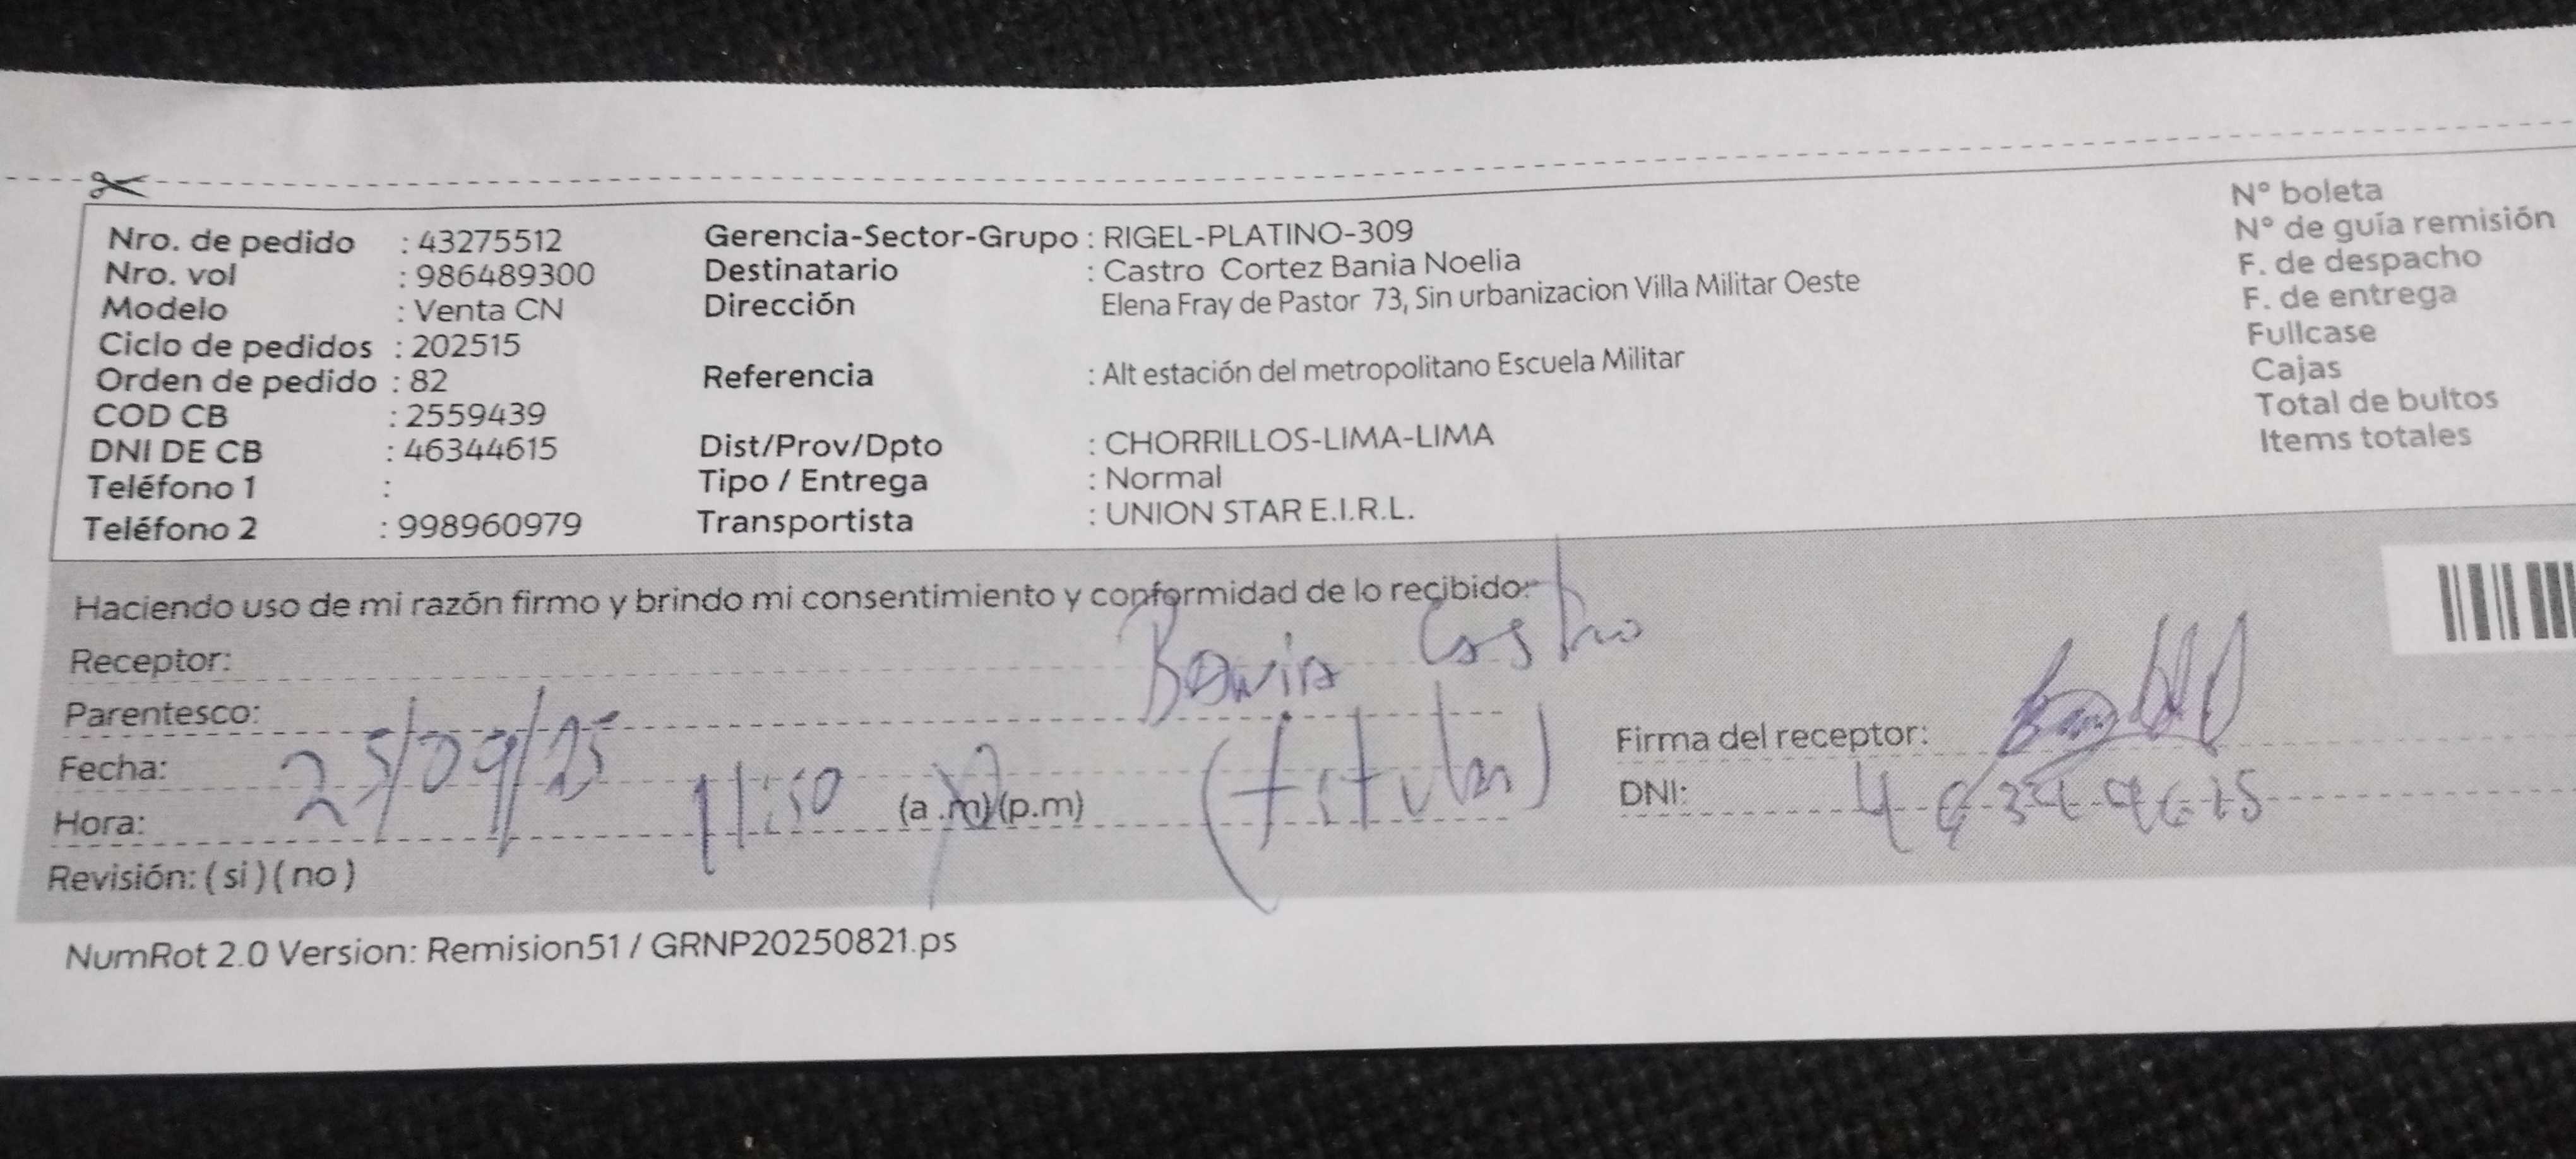 Nro. de pedido : 43275512
Nro. vol : 986489300
Modelo : Venta CN
Ciclo de pedidos : 202515
Orden de pedido : 82
COD CB : 2559439
DNI DE CB : 46344615
Teléfono 1 :
Teléfono 2 : 998960979
Gerencia-Sector-Grupo : RIGEL-PLATINO-309
Destinatario : Castro Cortez Bania Noelia
Dirección Elena Fray de Pastor 73, Sin urbanizacion Villa Militar Oeste
Referencia : Alt estación del metropolitano Escuela Militar
Dist/Prov/Dpto : CHORRILLOS-LIMA-LIMA
Tipo / Entrega : Normal
Transportista : UNION STAR E.I.R.L.
N° boleta
N° de guía remisión
F. de despacho
F. de entrega
Fullcase
Cajas
Total de bultos
Items totales
Haciendo uso de mi razón firmo y brindo mi consentimiento y conformidad de lo recibido:
Receptor: Bania Castro
Parentesco: (titular)
Fecha: 25/09/25
Hora: 11:50 (a .m)(p.m)
Revisión: ( si ) ( no )
Firma del receptor:
DNI:
NumRot 2.0 Version: Remision51 / GRNP20250821.ps